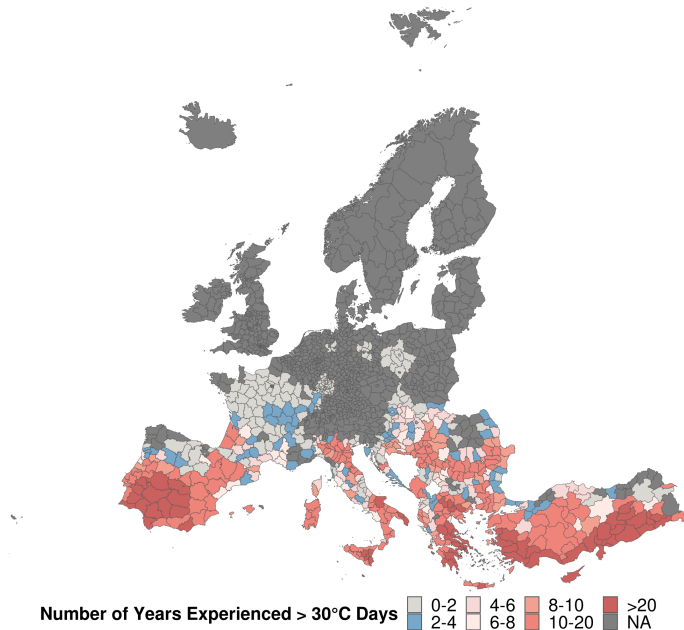 Number of Years Experienced > 30°C Days
0-2 4-6 8-10 >20
2-4 6-8 10-20 NA